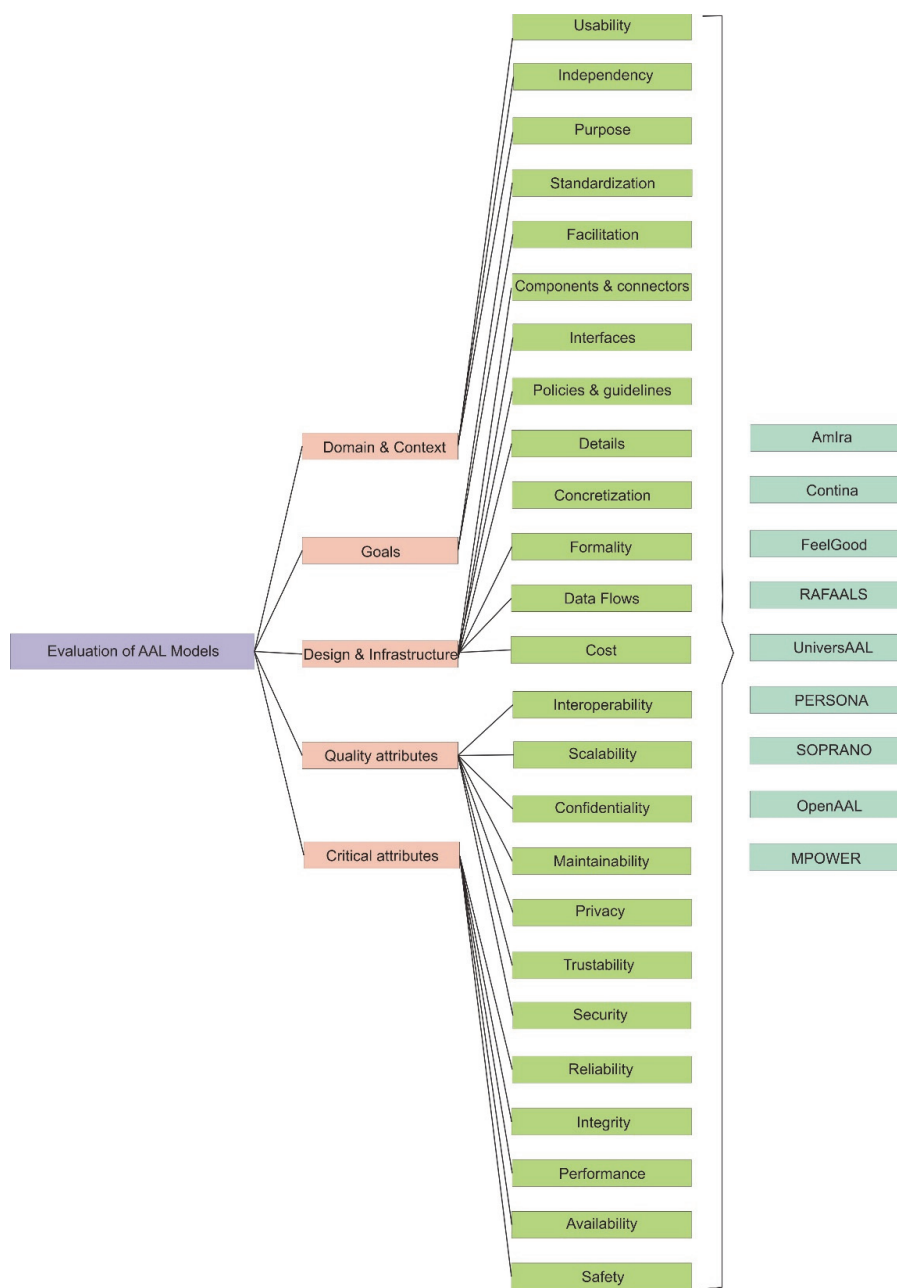 Evaluation of AAL Models
Domain & Context
Goals
Design & Infrastructure
Quality attributes
Critical attributes
Usability
Independency
Purpose
Standardization
Facilitation
Components & connectors
Interfaces
Policies & guidelines
Details
Concretization
Formality
Data Flows
Cost
Interoperability
Scalability
Confidentiality
Maintainability
Privacy
Trustability
Security
Reliability
Integrity
Performance
Availability
Safety
AmIra
Contina
FeelGood
RAFAALS
UniversAAL
PERSONA
SOPRANO
OpenAAL
MPOWER